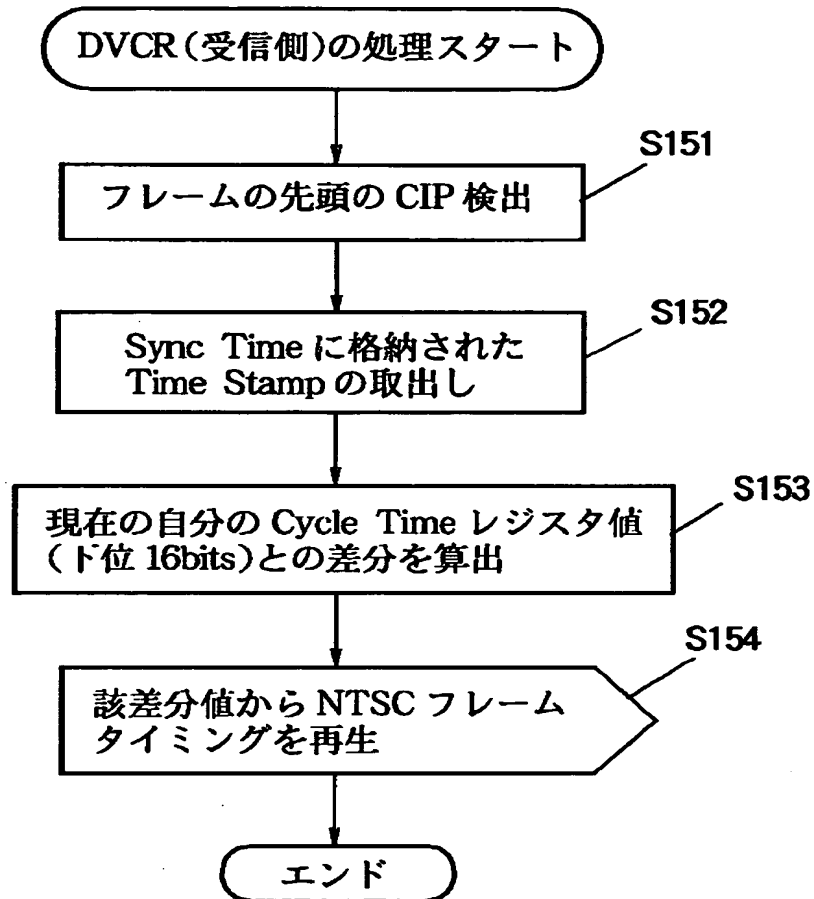 DVCR(受信側)の処理スタート
S151
フレームの先頭の CIP 検出
S152
Sync Time に格納された
Time Stamp の取出し
S153
現在の自分の Cycle Time レジスタ値
(下位 16bits)との差分を算出
S154
該差分値から NTSC フレーム
タイミングを再生
エンド